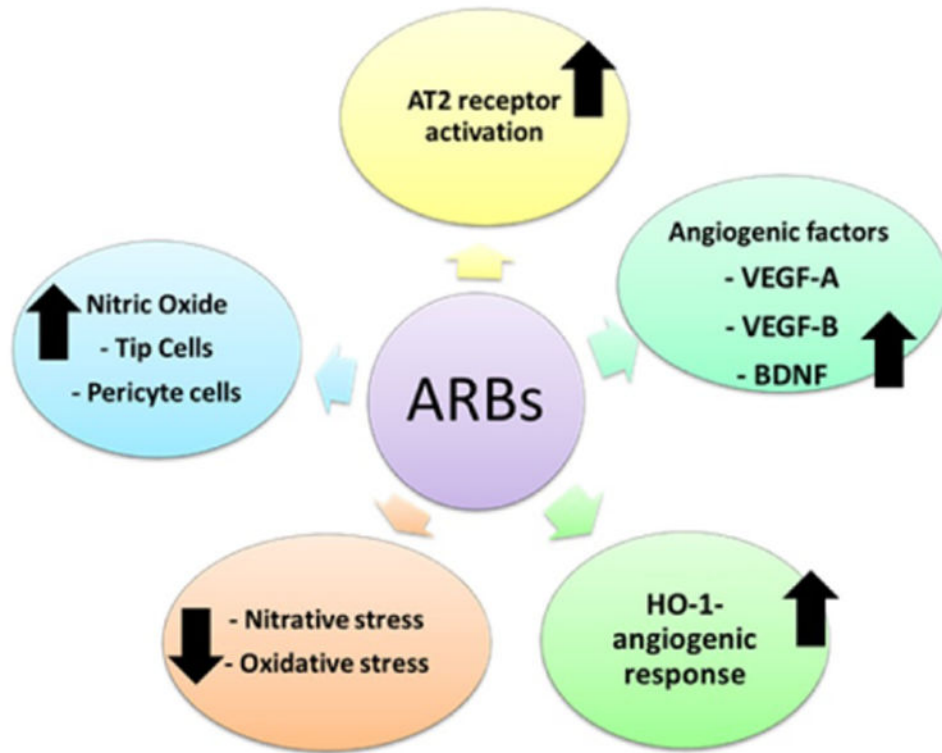 AT2 receptor
activation
Angiogenic factors
- VEGF-A
- VEGF-B
- BDNF
Nitric Oxide
- Tip Cells
- Pericyte cells
ARBs
- Nitrative stress
- Oxidative stress
HO-1-
angiogenic
response